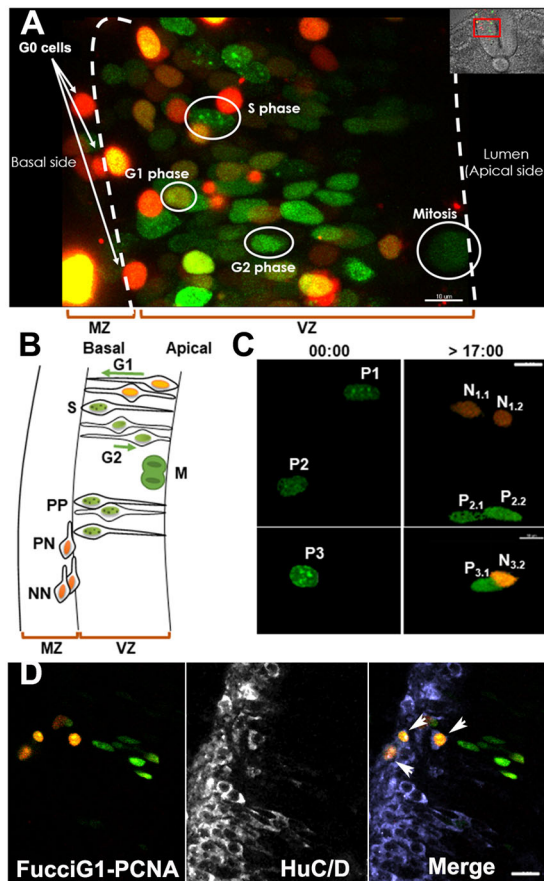 A
G0 cells
S phase
Basal side
Lumen
(Apical side)
G1 phase
Mitosis
G2 phase
10 µm
MZ
VZ
B
Basal
Apical
G1
S
G2
M
PP
PN
NN
MZ
VZ
C
00:00
> 17:00
P1
N1.1
N1.2
P2
P2.1
P2.2
P3
P3.1
N3.2
D
FucciG1-PCNA
HuC/D
Merge